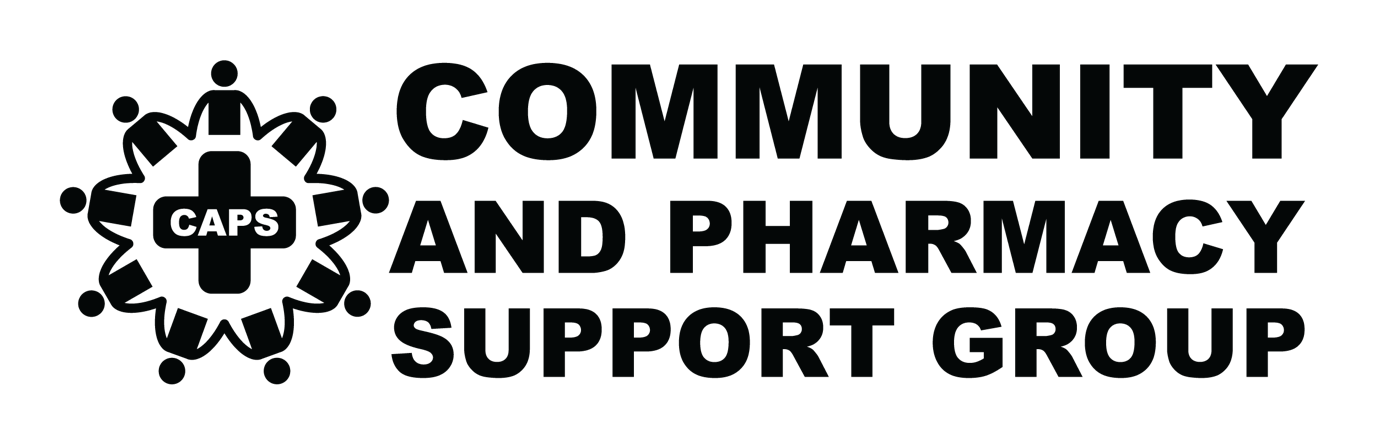 CAPS
COMMUNITY
AND PHARMACY
SUPPORT GROUP